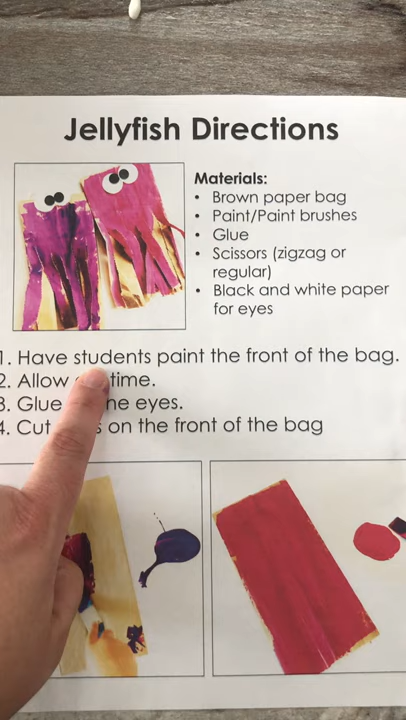 Jellyfish Directions
Materials:
• Brown paper bag
• Paint/Paint brushes
• Glue
• Scissors (zigzag or
regular)
• Black and white paper
for eyes
1. Have students paint the front of the bag.
2. Allow time.
3. Glue eyes.
4. Cut on the front of the bag